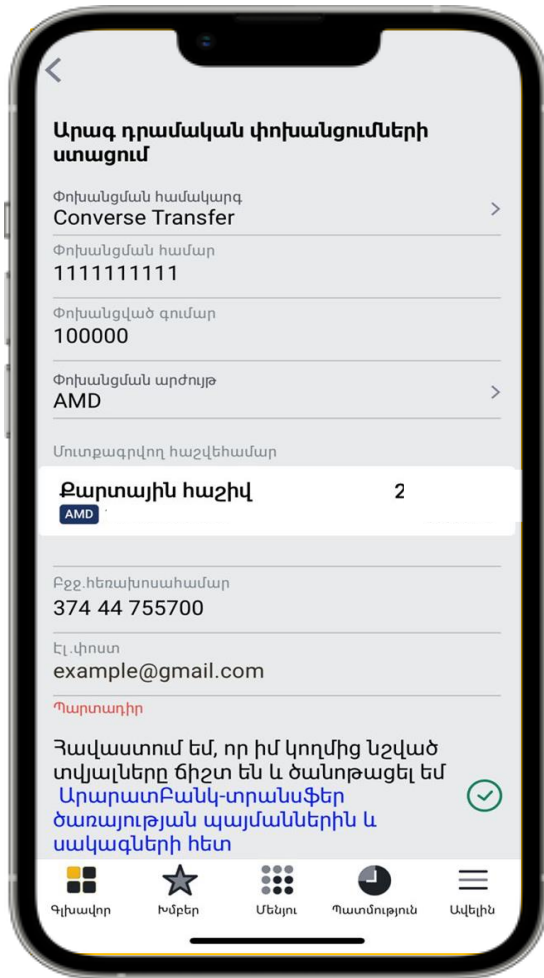 Արագ դրամական փոխանցումների
ստացում
Փոխանցման համակարգ
Converse Transfer
Փոխանցման համար
1111111111
Փոխանցված գումար
100000
Փոխանցման արժույթ
AMD
Մուտքագրվող հաշվեհամար
Քարտային հաշիվ 2
AMD
Բջջ.հեռախոսահամար
374 44 755700
Էլ.փոստ
example@gmail.com
Պարտադիր
Հավաստում եմ, որ իմ կողմից նշված
տվյալները ճիշտ են և ծանոթացել եմ
ԱրարատԲանկ-տրանսֆեր
ծառայության պայմաններին և
սակագների հետ
Գլխավոր Խմբեր Մենյու Պատմություն Ավելին